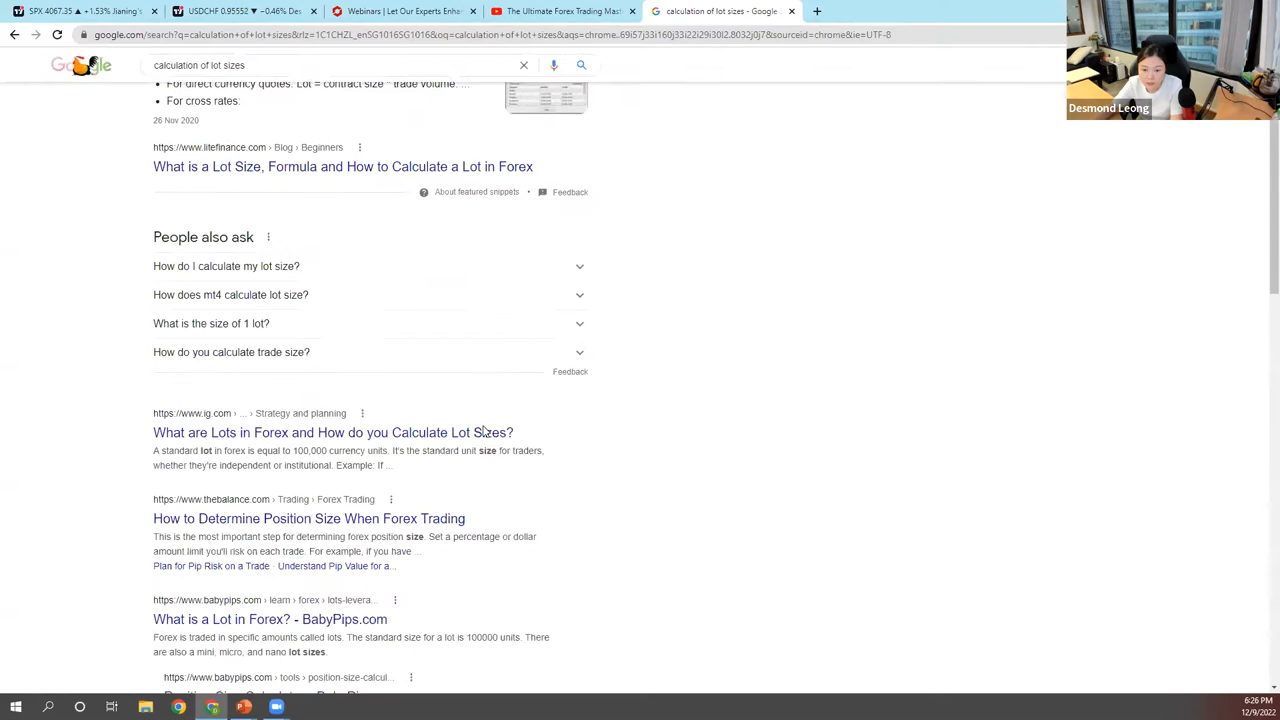 SPX 4067.35 ▲ +1.53% Jianing's
USDCHF 0.95552 ▼ −0.46% Des
Webinars | Let Our Experts Enha
The Ultimate Forex Trading Mast
calculation of lot sizes - Google S
google.com/search?q=calculation+of+lot+sizes&rlz=1C1CHZL_enSG1016SG1016&
lot+sizes&aqs=chrome..69i57j33i160j33i22i29i30l2.8032j0j7&sourceid=chrome&ie=UTF-8
Google
calculation of lot sizes
For direct currency quotes: Lot = contract size * trade volume. ...
For cross rates:
26 Nov 2020
https://www.litefinance.com › Blog › Beginners
What is a Lot Size, Formula and How to Calculate a Lot in Forex
About featured snippets • Feedback
People also ask
How do I calculate my lot size?
How does mt4 calculate lot size?
What is the size of 1 lot?
How do you calculate trade size?
Feedback
https://www.ig.com › ... › Strategy and planning
What are Lots in Forex and How do you Calculate Lot Sizes?
A standard lot in forex is equal to 100,000 currency units. It's the standard unit size for traders,
whether they're independent or institutional. Example: If ...
https://www.thebalance.com › Trading › Forex Trading
How to Determine Position Size When Forex Trading
This is the most important step for determining forex position size. Set a percentage or dollar
amount limit you'll risk on each trade. For example, if you have ...
Plan for Pip Risk on a Trade · Understand Pip Value for a...
https://www.babypips.com › learn › forex › lots-levera...
What is a Lot in Forex? - BabyPips.com
Forex is traded in specific amounts called lots. The standard size for a lot is 100000 units. There
are also a mini, micro, and nano lot sizes.
https://www.babypips.com › tools › position-size-calcul...
Desmond Leong
6:26 PM
12/9/2022